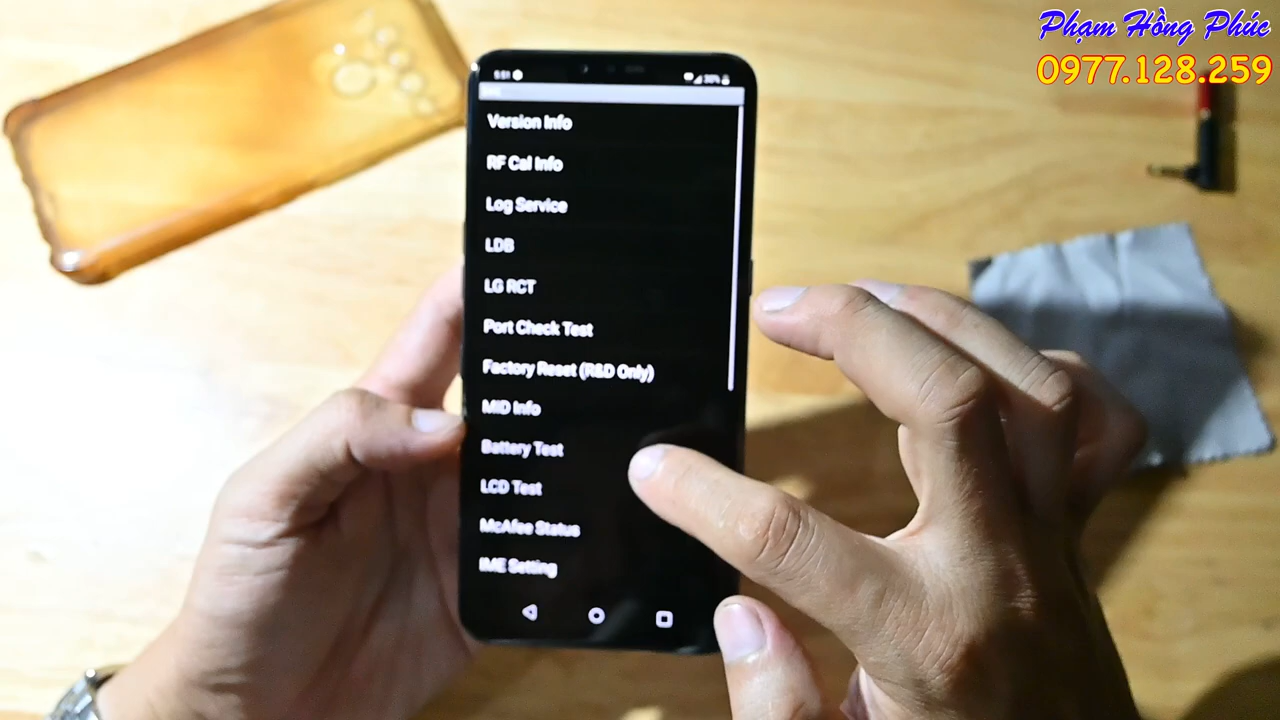 Phạm Hồng Phúc
0977.128.259
Version Info
RF Cal Info
Log Service
LDB
LG RCT
Port Check Test
Factory Reset (R&D Only)
MID Info
Battery Test
LCD Test
McAfee Status
IME Setting